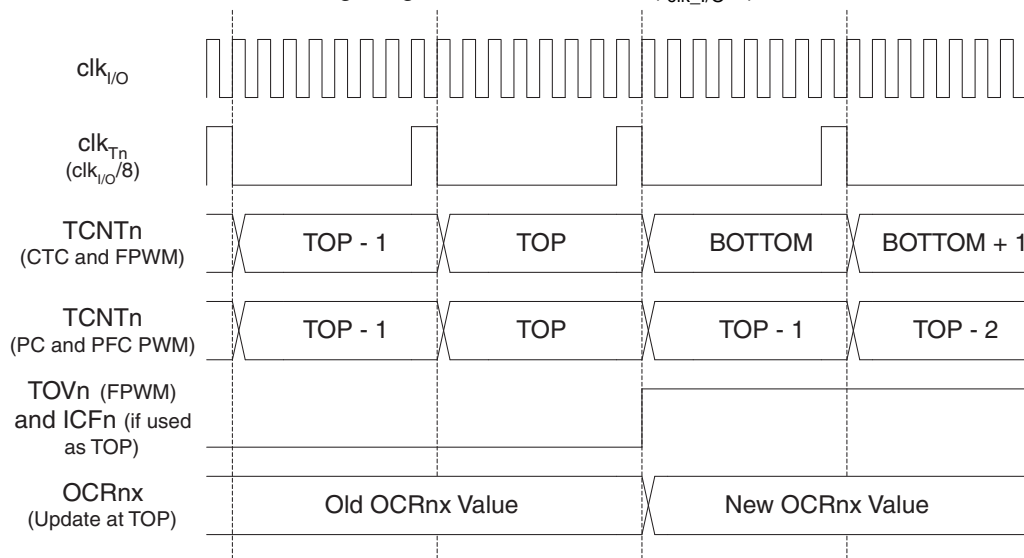 clk_I/O
clk_I/O
clk_Tn
(clk_I/O/8)
TCNTn
(CTC and FPWM)
TOP - 1
TOP
BOTTOM
BOTTOM + 1
TCNTn
(PC and PFC PWM)
TOP - 1
TOP
TOP - 1
TOP - 2
TOVn (FPWM)
and ICFn (if used
as TOP)
OCRnx
(Update at TOP)
Old OCRnx Value
New OCRnx Value